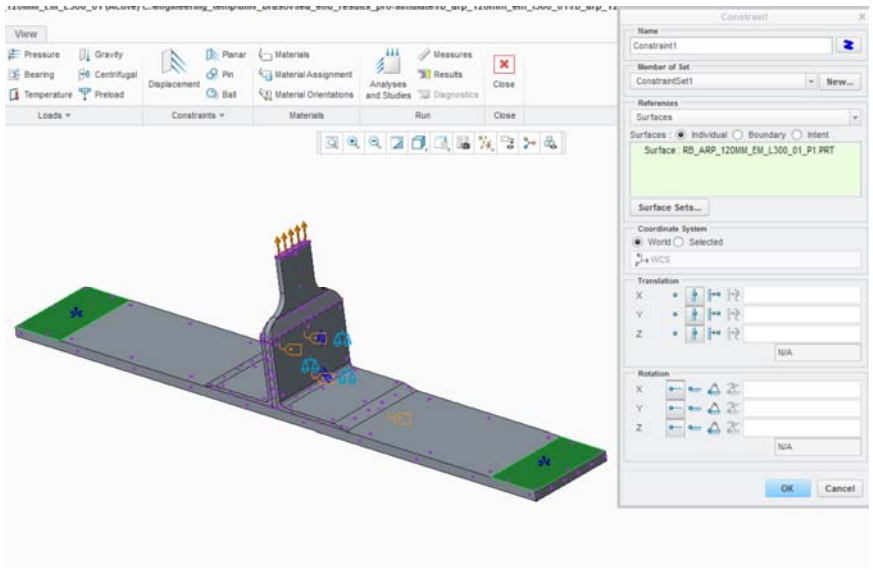 View
Pressure Gravity Planar Materials Measures
Bearing Centrifugal Displacement Pin Material Assignment Analyses and Studies Results Close
Temperature Preload Ball Material Orientations Diagnostics
Loads Constraints Materials Run Close
Constraint
Name
Constraint1
Member of Set
ConstraintSet1 New...
References
Surfaces
Surfaces : Individual Boundary Intent
Surface : RB_ARP_120MM_EM_L300_01_P1.PRT
Surface Sets...
Coordinate System
World Selected
WCS
Translation
X
Y
Z
N/A
Rotation
X
Y
Z
N/A
OK Cancel